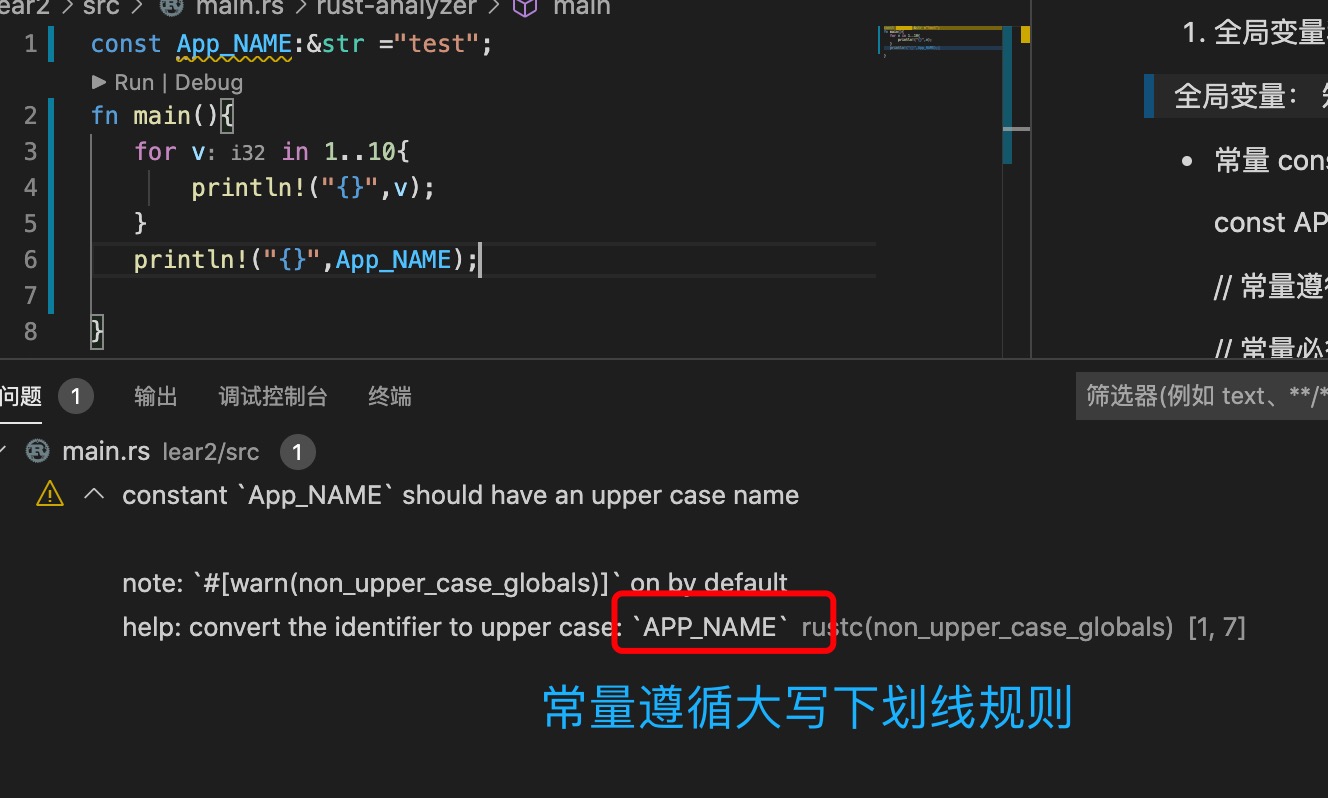 ear2 > src > main.rs > rust-analyzer > main
1 const App_NAME:&str ="test";
Run | Debug
2 fn main(){
3 for v: i32 in 1..10{
4 println!("{}",v);
5 }
6 println!("{}",App_NAME);
7
8 }
1. 全局变量
全局变量：
• 常量 cons
const AP
// 常量遵
// 常量必
问题 1 输出 调试控制台 终端
筛选器(例如 text、**/*
main.rs lear2/src 1
constant `App_NAME` should have an upper case name
note: `#[warn(non_upper_case_globals)]` on by default
help: convert the identifier to upper case: `APP_NAME` rustc(non_upper_case_globals) [1, 7]
常量遵循大写下划线规则